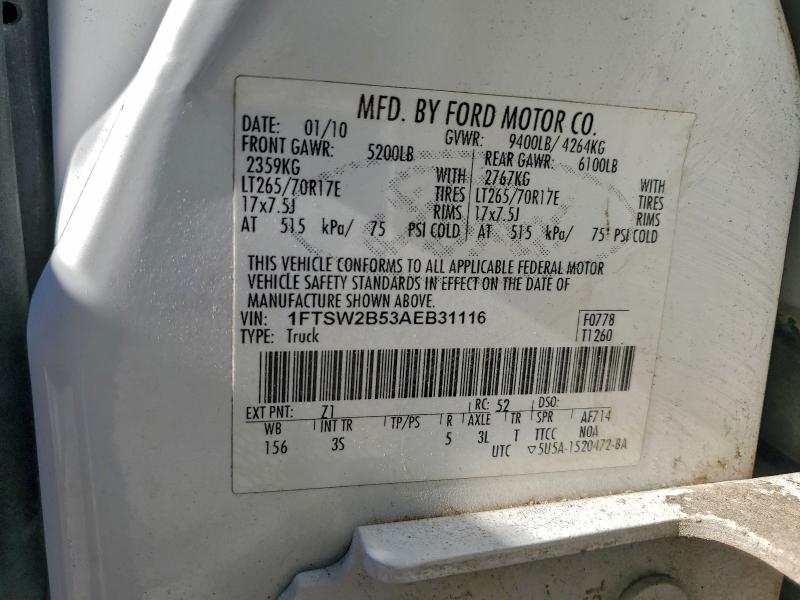 MFD. BY FORD MOTOR CO.
DATE: 01/10 GVWR: 9400LB/ 4264KG
FRONT GAWR: 5200LB REAR GAWR: 6100LB
2359KG WITH 2767KG WITH
LT265/70R17E TIRES LT265/70R17E TIRES
17x7.5J RIMS 17x7.5J RIMS
AT 515 kPa/ 75 PSI COLD AT 515 kPa/ 75 PSI COLD
THIS VEHICLE CONFORMS TO ALL APPLICABLE FEDERAL MOTOR
VEHICLE SAFETY STANDARDS IN EFFECT ON THE DATE OF
MANUFACTURE SHOWN ABOVE.
VIN: 1FTSW2B53AEB31116 F0778
TYPE: Truck T1260
EXT PNT: Z1 RC: 52 DSO:
WB INT TR TP/PS R AXLE TR SPR AF714
156 3S 5 3L T TTCC NOA
UTC ▽5U5A-1520472-BA